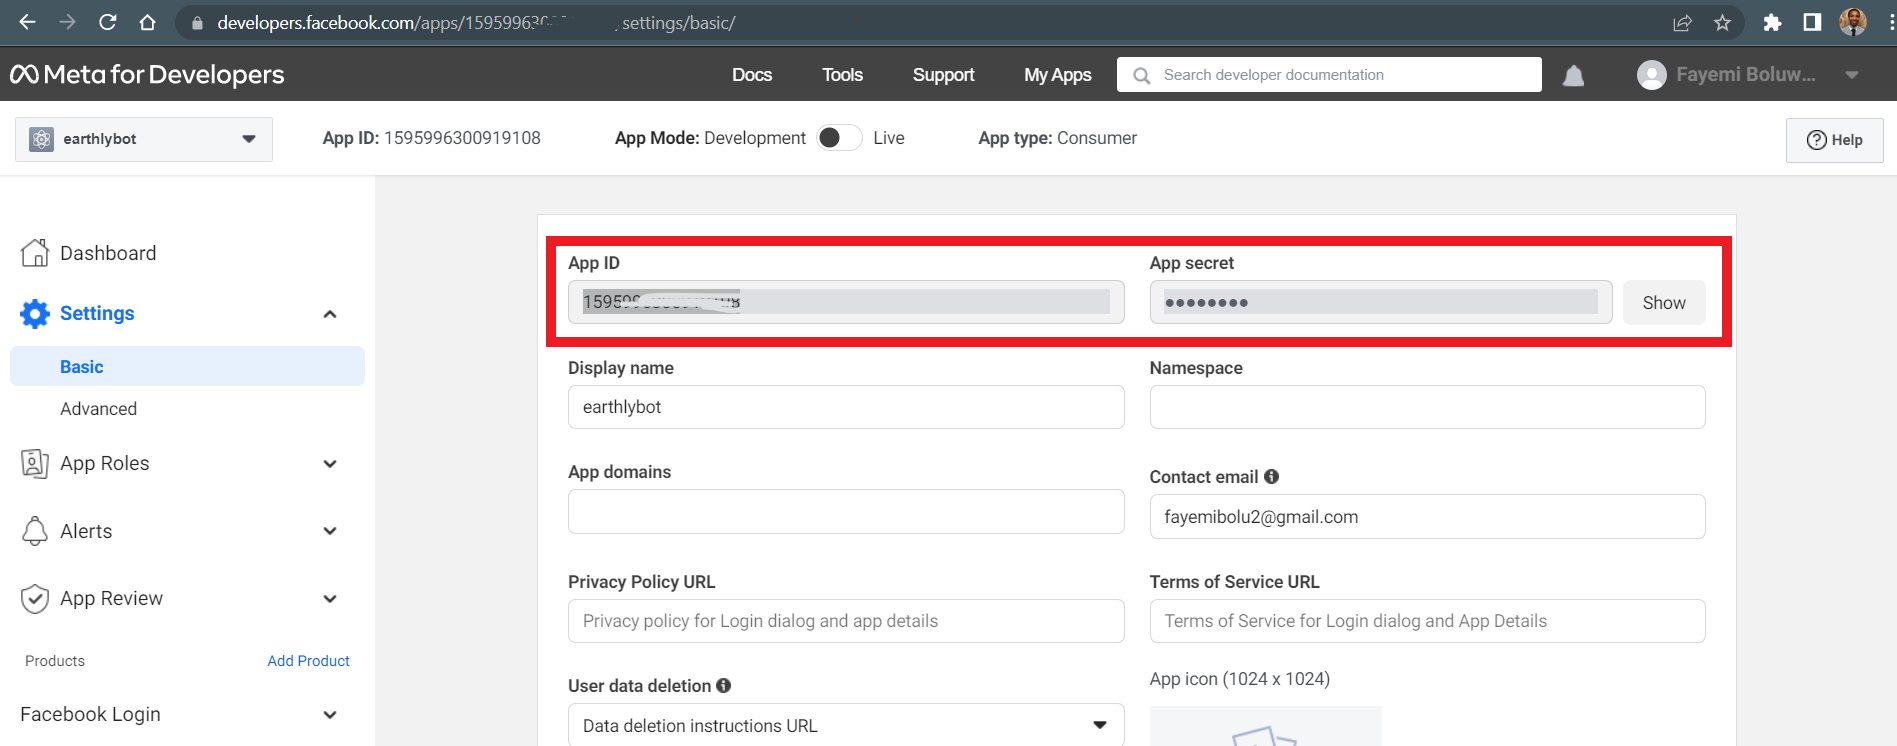 developers.facebook.com/apps/15959963 settings/basic/
Meta for Developers
Docs
Tools
Support
My Apps
Search developer documentation
Fayemi Boluw...
earthlybot
App ID: 1595996300919108
App Mode: Development
Live
App type: Consumer
Help
Dashboard
Settings
Basic
Advanced
App Roles
Alerts
App Review
Products
Add Product
Facebook Login
App ID
App secret
••••••••
Show
Display name
Namespace
earthlybot
App domains
Contact email
fayemibolu2@gmail.com
Privacy Policy URL
Terms of Service URL
Privacy policy for Login dialog and app details
Terms of Service for Login dialog and App Details
User data deletion
App icon (1024 x 1024)
Data deletion instructions URL